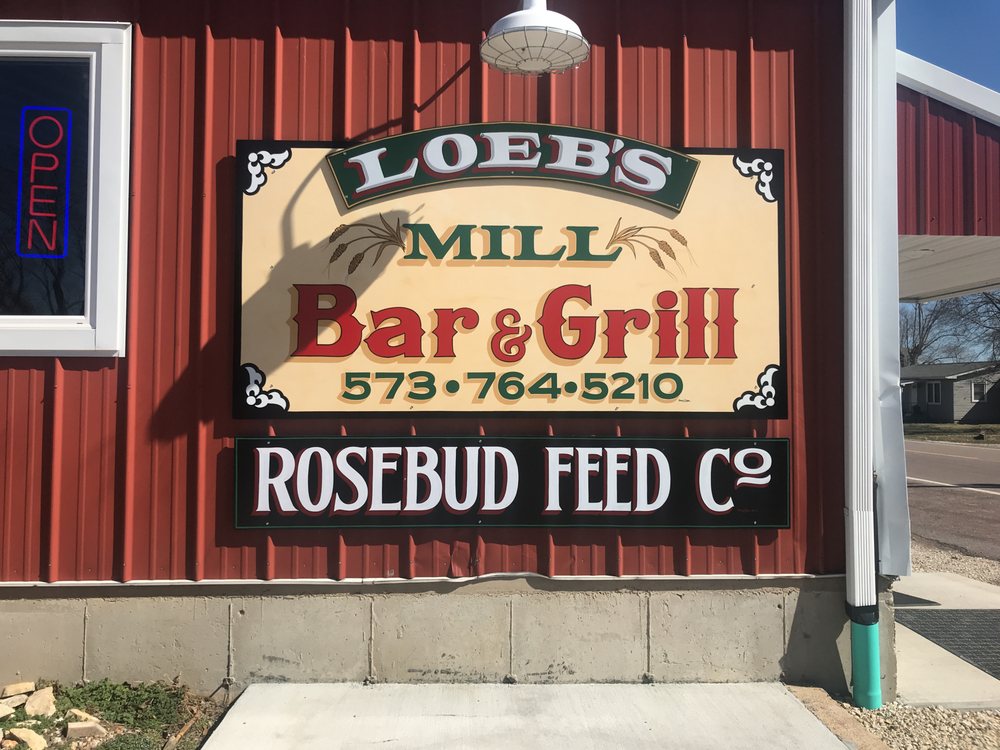 OPEN
LOEB'S
MILL
Bar & Grill
573•764•5210
ROSEBUD FEED CO